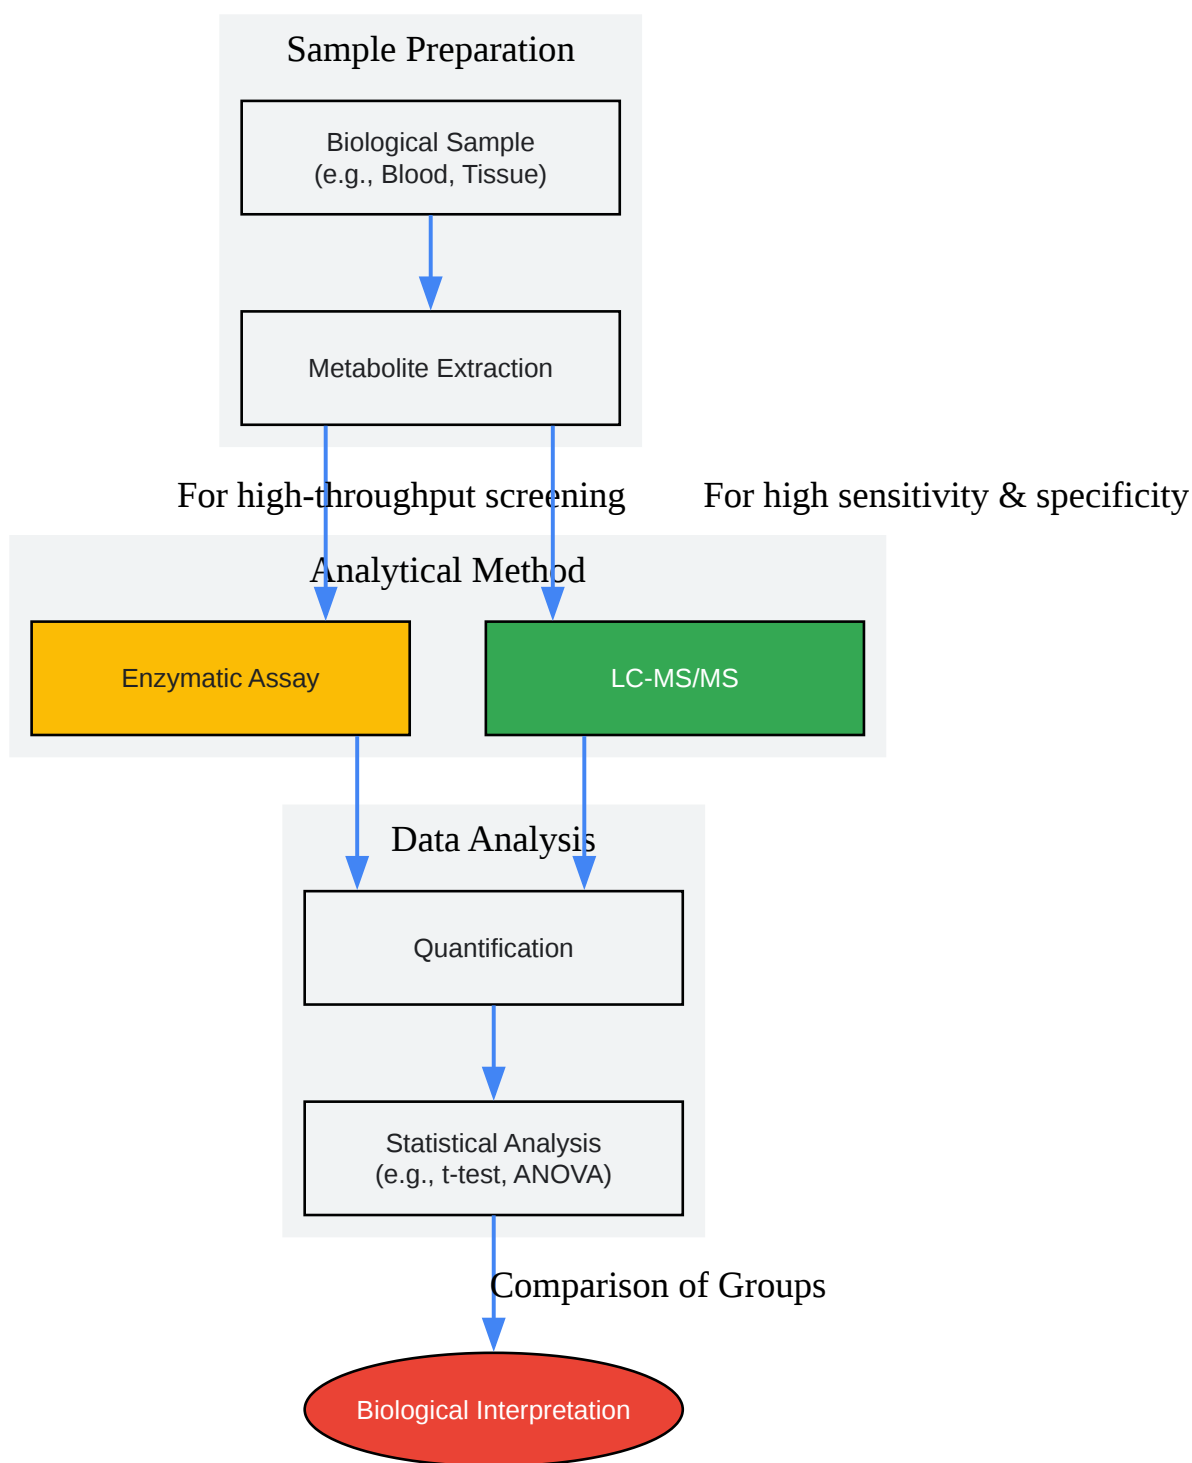 Sample Preparation
Biological Sample
(e.g., Blood, Tissue)
Metabolite Extraction
For high-throughput screening
For high sensitivity & specificity
Analytical Method
Enzymatic Assay
LC-MS/MS
Data Analysis
Quantification
Statistical Analysis
(e.g., t-test, ANOVA)
Comparison of Groups
Biological Interpretation